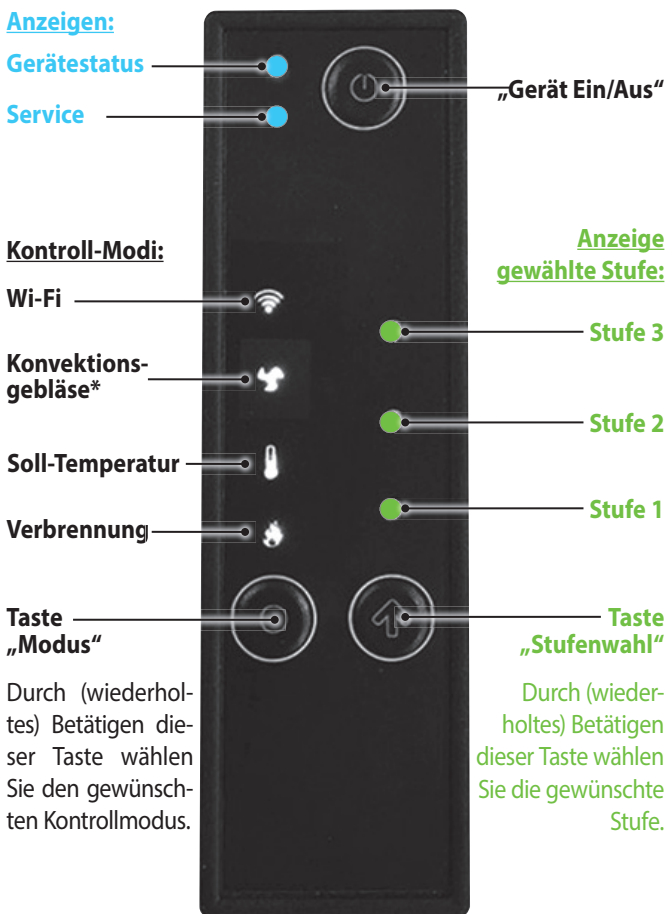 Anzeigen:
Gerätestatus
Service
„Gerät Ein/Aus“
Kontroll-Modi:
Wi-Fi
Konvektions-
gebläse*
Soll-Temperatur
Verbrennung
Taste
„Modus“
Durch (wiederhol-
tes) Betätigen die-
ser Taste wählen
Sie den gewünsch-
ten Kontrollmodus.
Anzeige
gewählte Stufe:
Stufe 3
Stufe 2
Stufe 1
Taste
„Stufenwahl“
Durch (wieder-
holtes) Betätigen
dieser Taste wählen
Sie die gewünschte
Stufe.